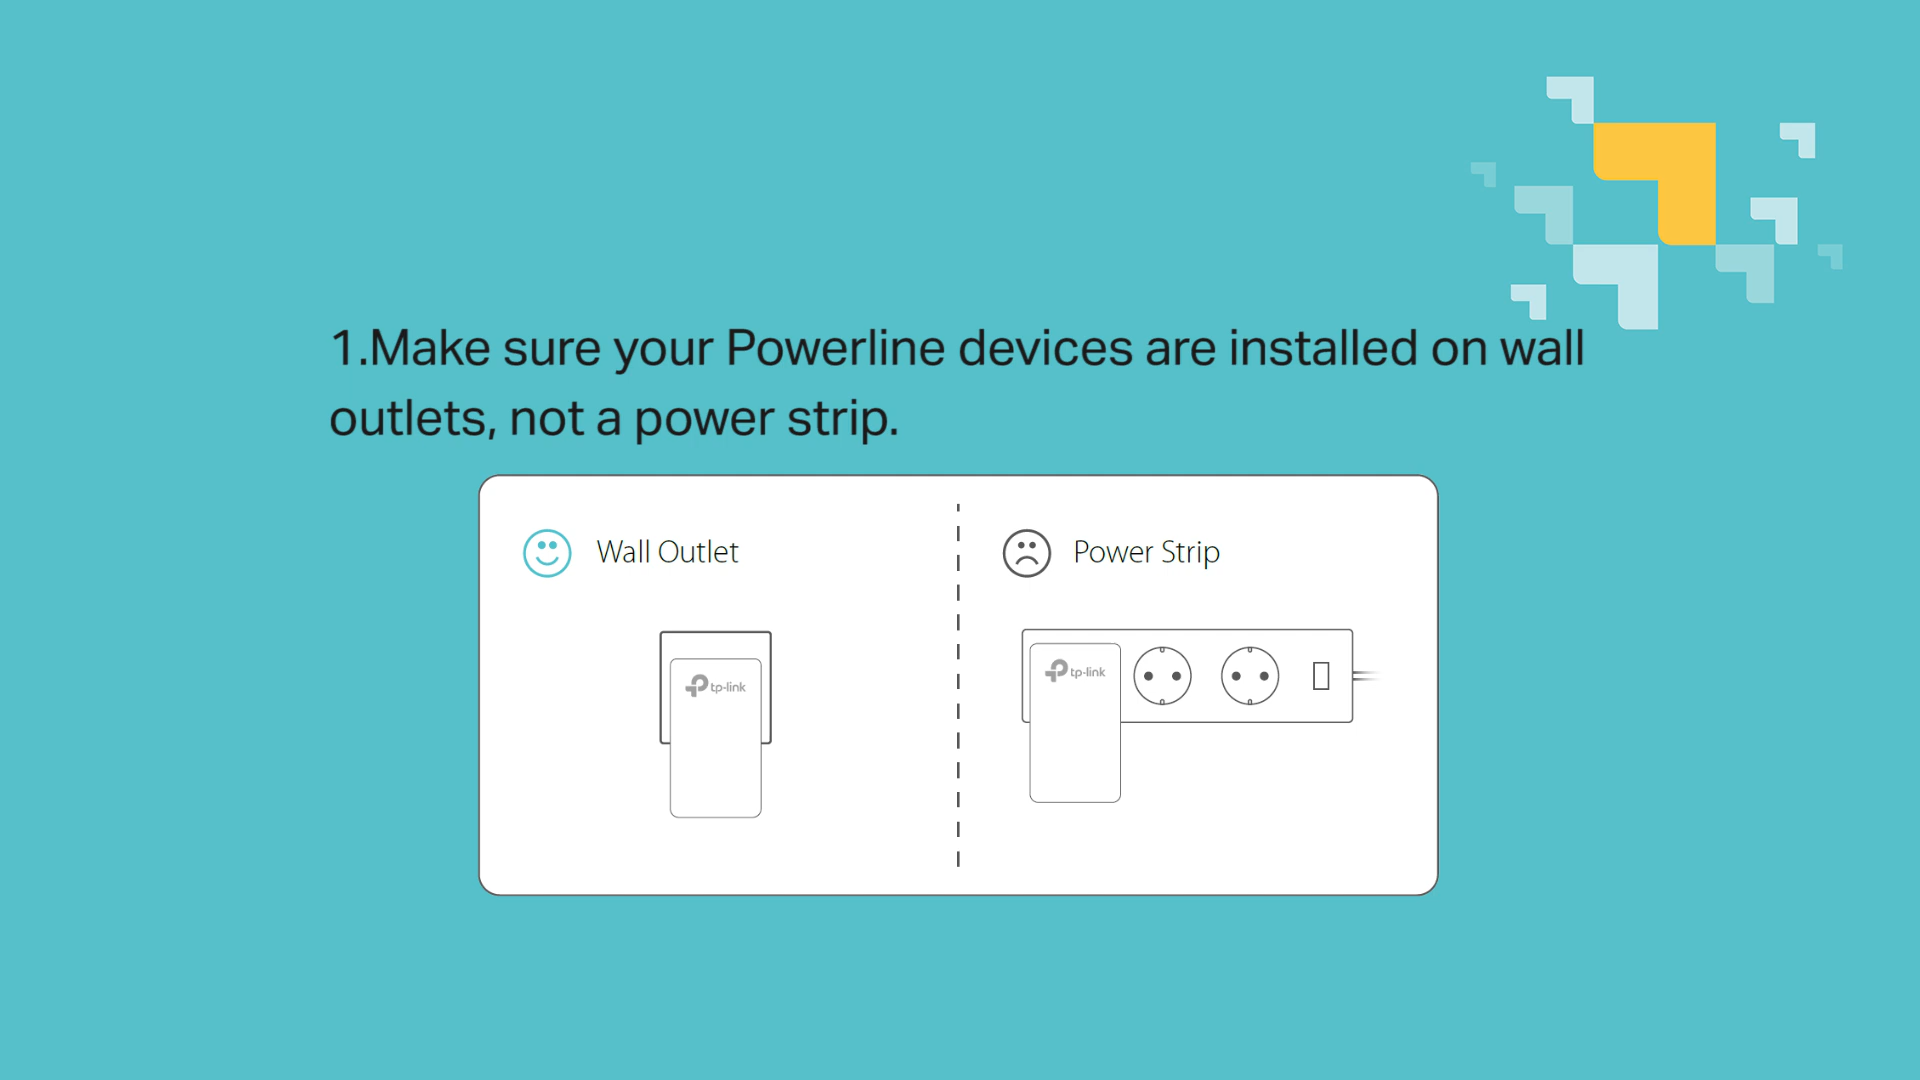 1.Make sure your Powerline devices are installed on wall
outlets, not a power strip.
Wall Outlet
Power Strip
tp-link
tp-link